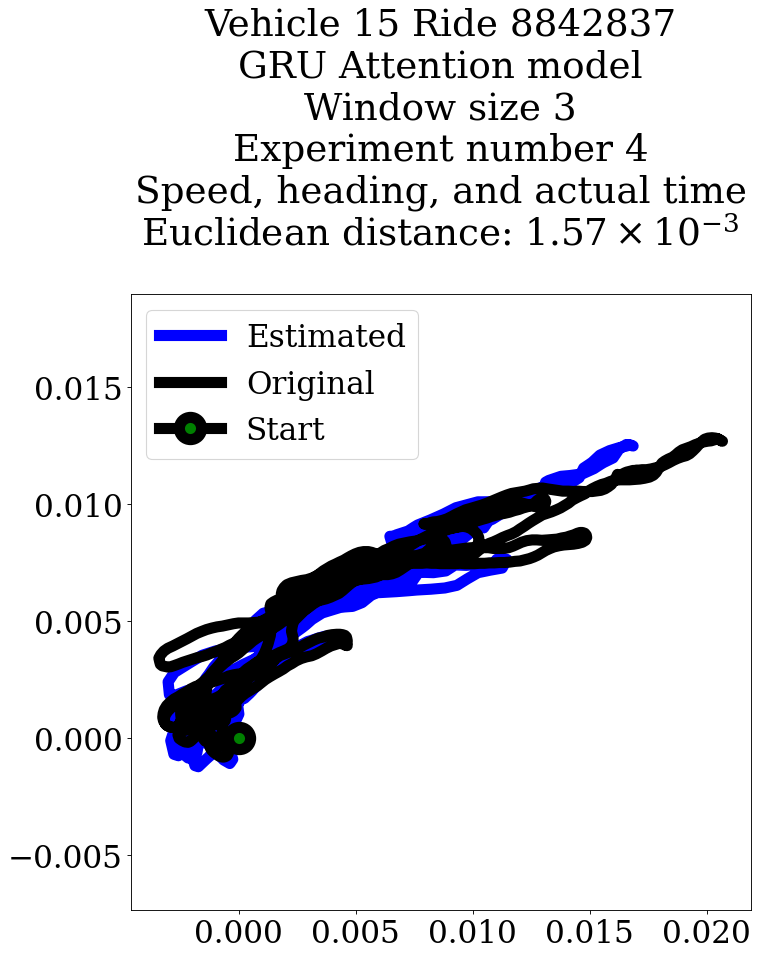 Vehicle 15 Ride 8842837
GRU Attention model
Window size 3
Experiment number 4
Speed, heading, and actual time
Euclidean distance: 1.57 × 10⁻³
Estimated
Original
Start
0.015
0.010
0.005
0.000
−0.005
0.000 0.005 0.010 0.015 0.020